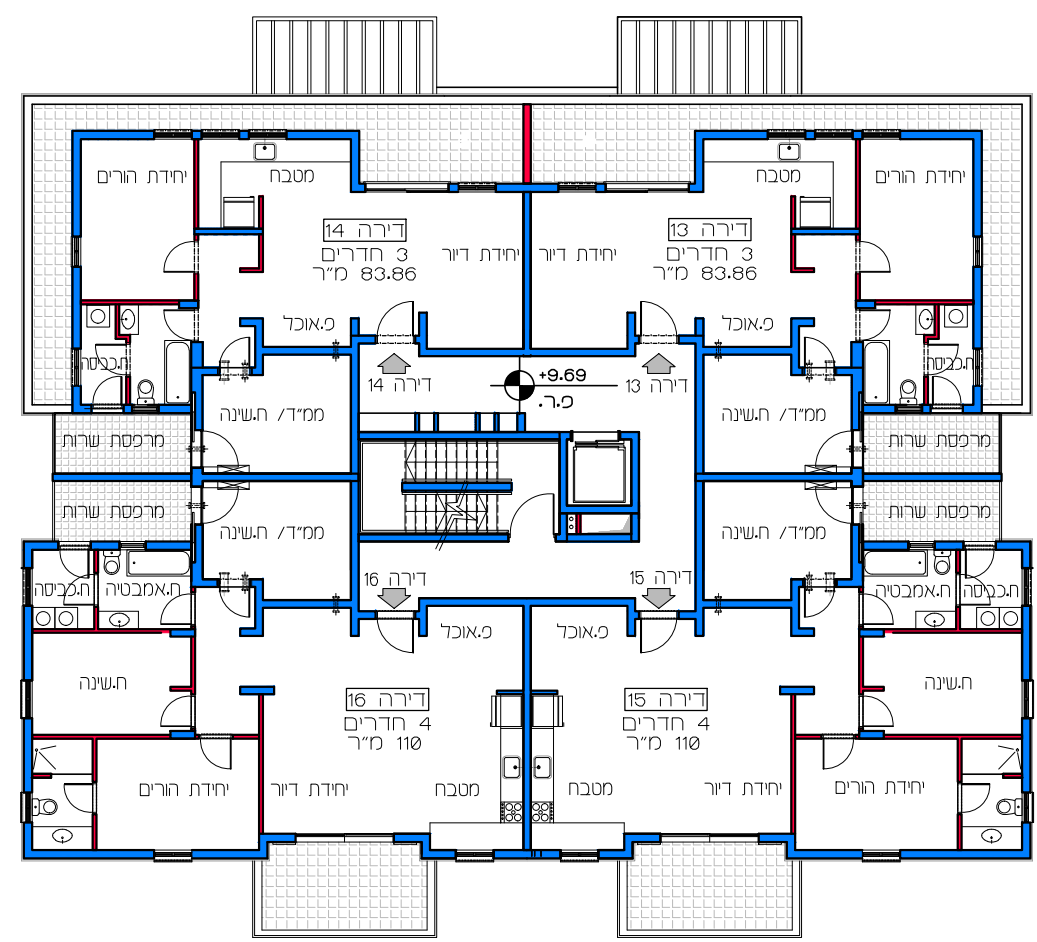 יחידת הורים
מטבח
מטבח
יחידת הורים
דירה 14
3 חדרים
83.86 מ"ר
יחידת דיור
יחידת דיור
דירה 13
3 חדרים
83.86 מ"ר
פ.אוכל
פ.אוכל
ח.כביסה
ח.כביסה
דירה 14
+9.69
פ.ר.
דירה 13
ממ"ד/ ח.שינה
ממ"ד/ ח.שינה
מרפסת שרות
מרפסת שרות
מרפסת שרות
מרפסת שרות
ממ"ד/ ח.שינה
ממ"ד/ ח.שינה
דירה 16
דירה 15
ח.כביסה
ח.אמבטיה
ח.אמבטיה
ח.כביסה
פ.אוכל
פ.אוכל
ח.שינה
ח.שינה
דירה 16
4 חדרים
110 מ"ר
דירה 15
4 חדרים
110 מ"ר
יחידת הורים
יחידת דיור
מטבח
מטבח
יחידת דיור
יחידת הורים